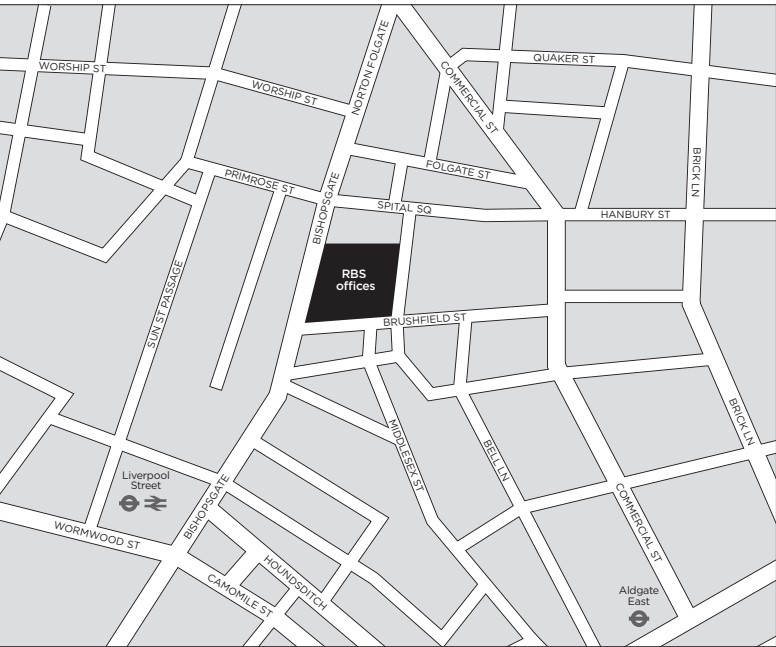 WORSHIP ST
WORSHIP ST
NORTON FOLGATE
COMMERCIAL ST
QUAKER ST
BRICK LN
FOLGATE ST
PRIMROSE ST
BISHOPSGATE
SPITAL SQ
HANBURY ST
RBS
offices
SUN ST PASSAGE
BRUSHFIELD ST
MIDDLESEX ST
BELL LN
BRICK LN
Liverpool
Street
BISHOPSGATE
COMMERCIAL ST
WORMWOOD ST
HOUNDSDITCH
CAMOMILE ST
Aldgate
East